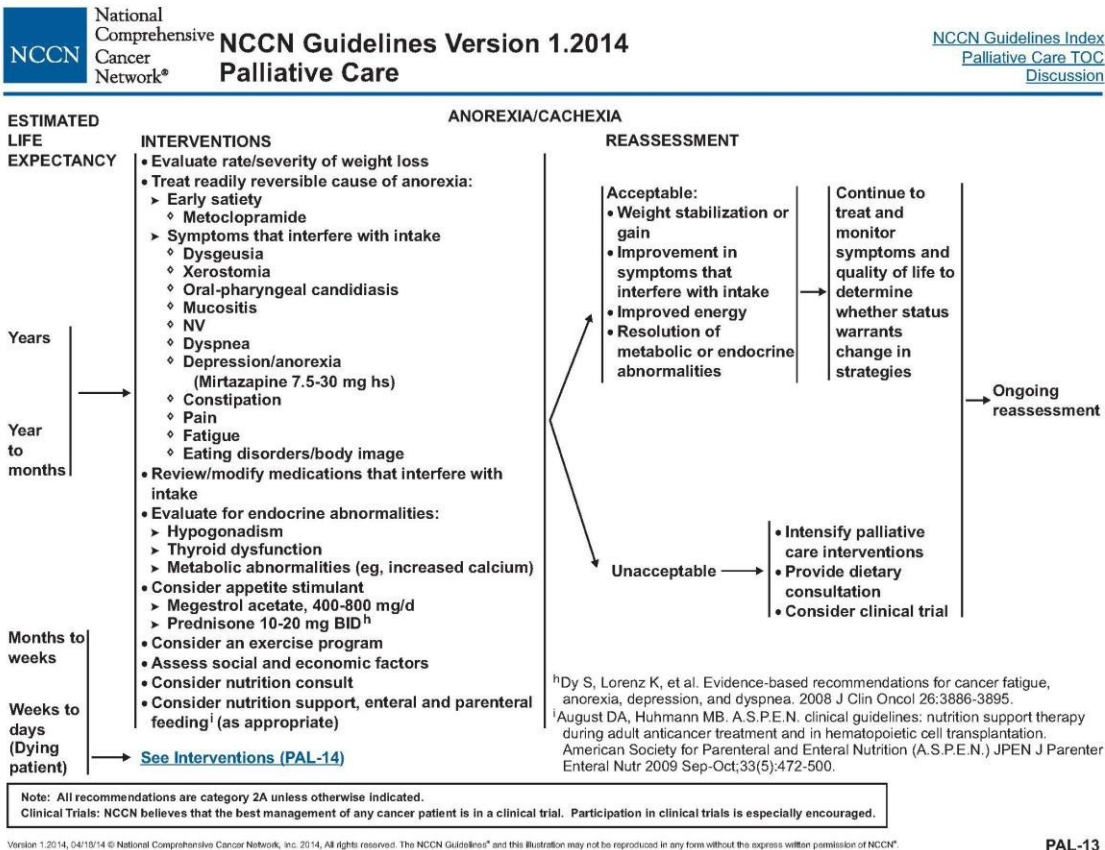 NCCN
National
Comprehensive
Cancer
Network®
NCCN Guidelines Version 1.2014
Palliative Care
NCCN Guidelines Index
Palliative Care TOC
Discussion
ANOREXIA/CACHEXIA
ESTIMATED
LIFE
EXPECTANCY
Years
Year
to
months
Months to
weeks
Weeks to
days
(Dying
patient)
INTERVENTIONS
• Evaluate rate/severity of weight loss
• Treat readily reversible cause of anorexia:
➤ Early satiety
◊ Metoclopramide
➤ Symptoms that interfere with intake
◊ Dysgeusia
◊ Xerostomia
◊ Oral-pharyngeal candidiasis
◊ Mucositis
◊ NV
◊ Dyspnea
◊ Depression/anorexia
(Mirtazapine 7.5-30 mg hs)
◊ Constipation
◊ Pain
◊ Fatigue
◊ Eating disorders/body image
• Review/modify medications that interfere with
intake
• Evaluate for endocrine abnormalities:
➤ Hypogonadism
➤ Thyroid dysfunction
➤ Metabolic abnormalities (eg, increased calcium)
• Consider appetite stimulant
➤ Megestrol acetate, 400-800 mg/d
➤ Prednisone 10-20 mg BIDʰ
• Consider an exercise program
• Assess social and economic factors
• Consider nutrition consult
• Consider nutrition support, enteral and parenteral
feedingⁱ (as appropriate)
See Interventions (PAL-14)
REASSESSMENT
Acceptable:
• Weight stabilization or
gain
• Improvement in
symptoms that
interfere with intake
• Improved energy
• Resolution of
metabolic or endocrine
abnormalities
Continue to
treat and
monitor
symptoms and
quality of life to
determine
whether status
warrants
change in
strategies
Unacceptable
• Intensify palliative
care interventions
• Provide dietary
consultation
• Consider clinical trial
Ongoing
reassessment
ʰDy S, Lorenz K, et al. Evidence-based recommendations for cancer fatigue,
anorexia, depression, and dyspnea. 2008 J Clin Oncol 26:3886-3895.
ⁱAugust DA, Huhmann MB. A.S.P.E.N. clinical guidelines: nutrition support therapy
during adult anticancer treatment and in hematopoietic cell transplantation.
American Society for Parenteral and Enteral Nutrition (A.S.P.E.N.) JPEN J Parenter
Enteral Nutr 2009 Sep-Oct;33(5):472-500.
Note: All recommendations are category 2A unless otherwise indicated.
Clinical Trials: NCCN believes that the best management of any cancer patient is in a clinical trial. Participation in clinical trials is especially encouraged.
Version 1.2014, 04/18/14 © National Comprehensive Cancer Network, Inc. 2014, All rights reserved. The NCCN Guidelines® and this illustration may not be reproduced in any form without the express written permission of NCCN®.
PAL-13